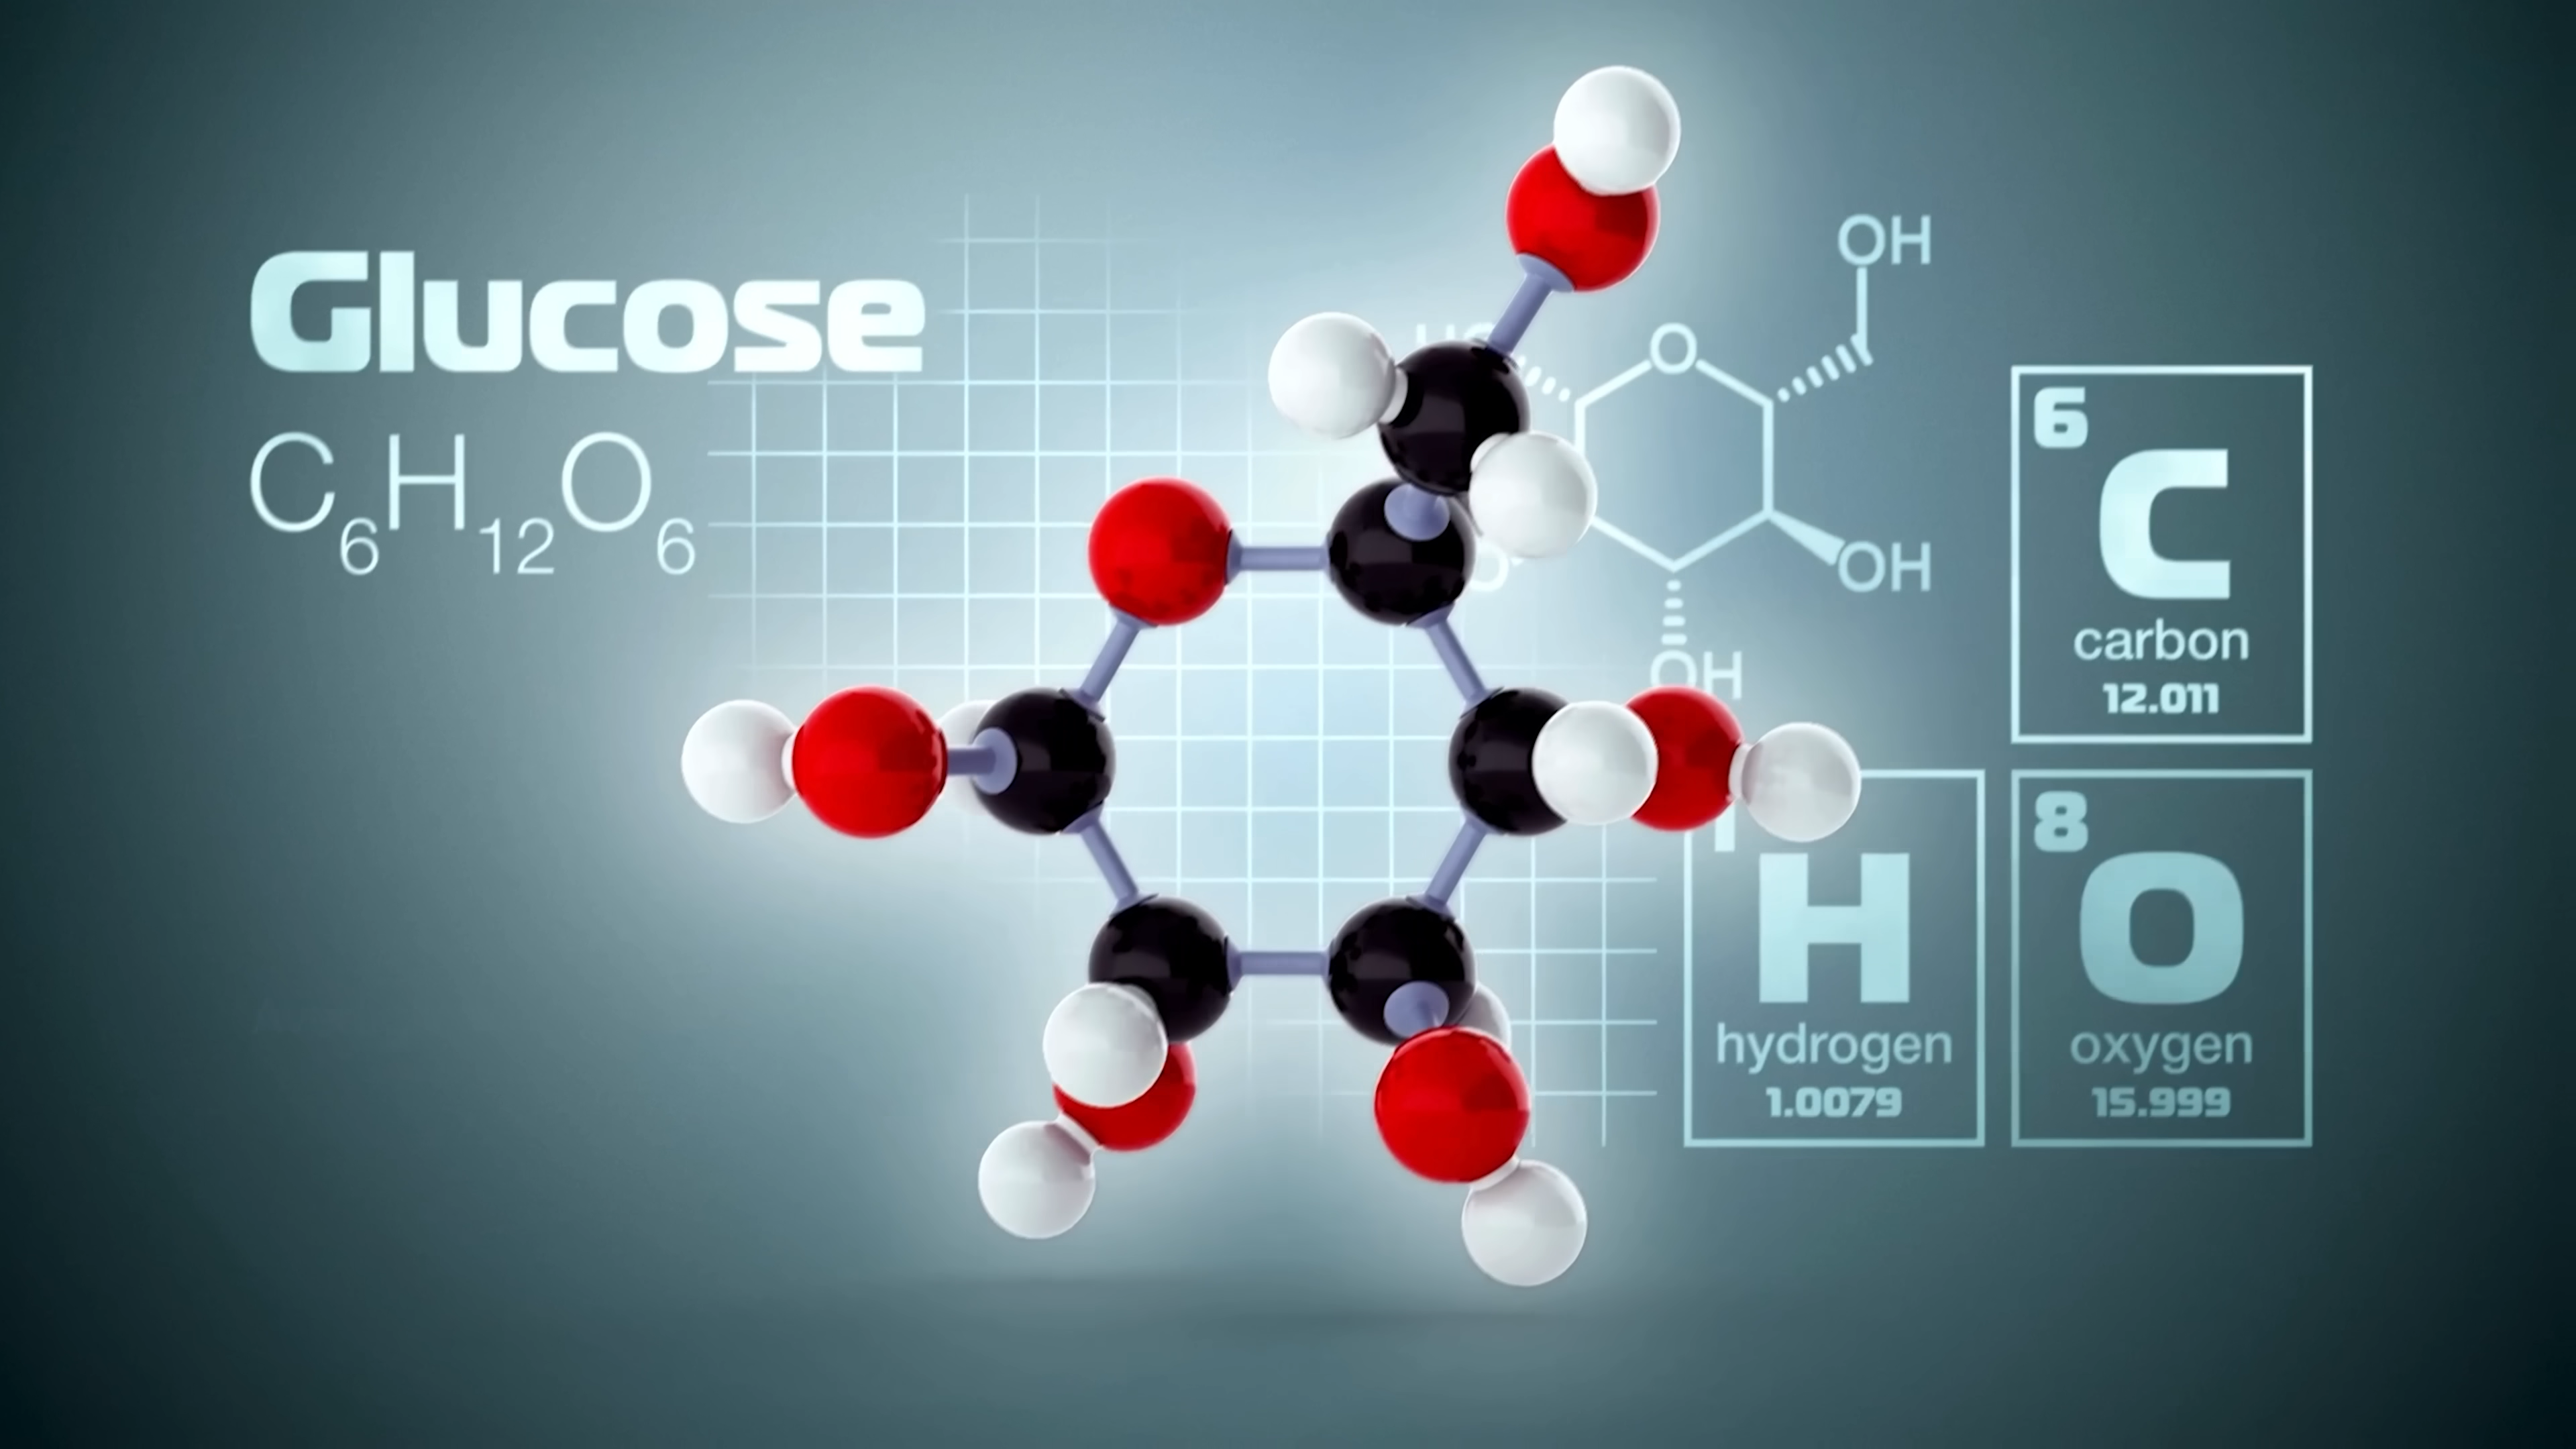 Glucose
C₆H₁₂O₆
OH
O
OH
OH
6
C
carbon
12.011
H
hydrogen
1.0079
8
O
oxygen
15.999